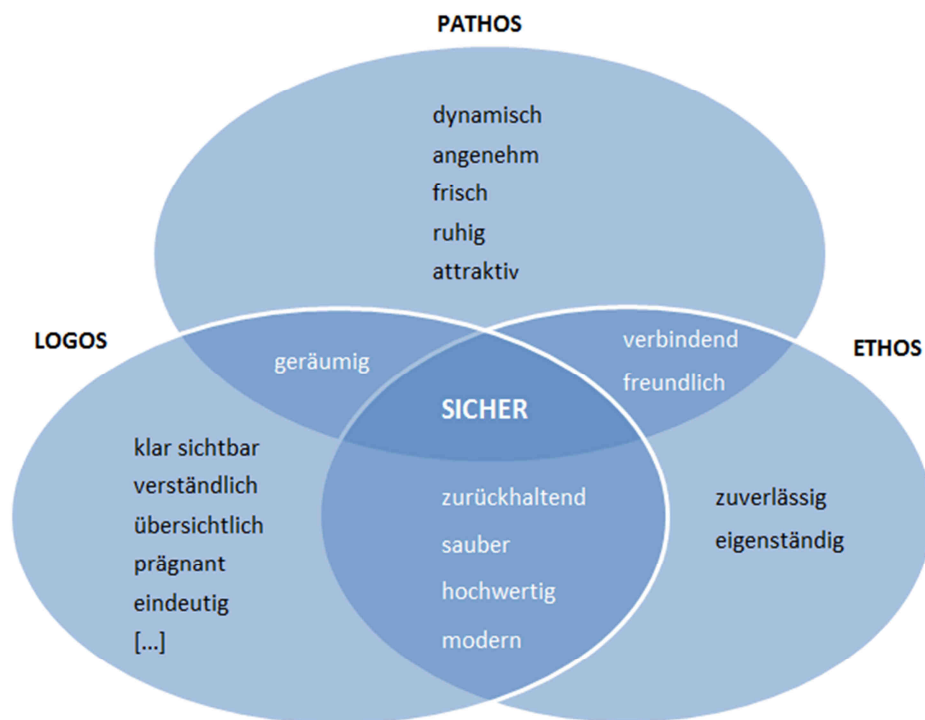 PATHOS
dynamisch
angenehm
frisch
ruhig
attraktiv
LOGOS
geräumig
verbindend
freundlich
ETHOS
SICHER
klar sichtbar
verständlich
übersichtlich
prägnant
eindeutig
[...]
zurückhaltend
sauber
hochwertig
modern
zuverlässig
eigenständig